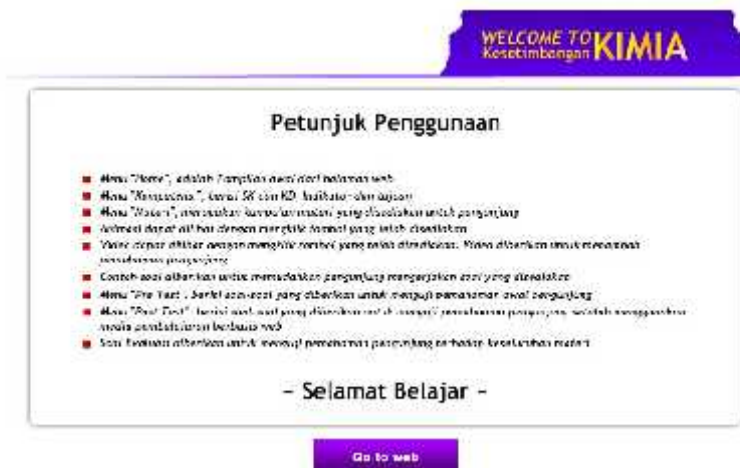 WELCOME TO
Kesetimbangan KIMIA
Petunjuk Penggunaan
Menu "Home", adalah Tampilan awal dari halaman web
Menu "Kompetensi", berisi SK dan KD, Indikator dan tujuan
Menu "Materi", merupakan kumpulan materi yang disediakan untuk pengunjung
Animasi dapat dilihat dengan mengklik tombol yang telah disediakan
Video dapat dilihat dengan mengklik tombol yang telah disediakan. Video diberikan untuk menambah
pemahaman pengunjung
Contoh soal diberikan untuk memudahkan pengunjung mengerjakan soal yang disediakan
Menu "Pre Test", berisi soal-soal yang diberikan untuk menguji pemahaman awal pengunjung
Menu "Post Test", berisi soal-soal yang diberikan untuk menguji pemahaman pengunjung setelah menggunakan
media pembelajaran berbasis web
Soal Evaluasi diberikan untuk menguji pemahaman pengunjung terhadap keseluruhan materi
- Selamat Belajar -
Go to web